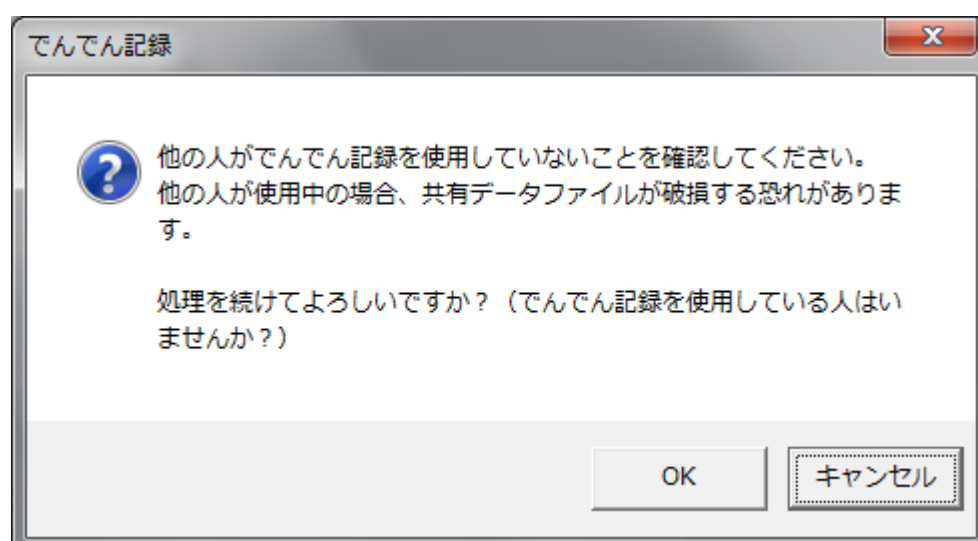 でんでん記録
他の人がでんでん記録を使用していないことを確認してください。
他の人が使用中の場合、共有データファイルが破損する恐れがありま
す。
処理を続けてよろしいですか？（でんでん記録を使用している人はい
ませんか？）
OK
キャンセル